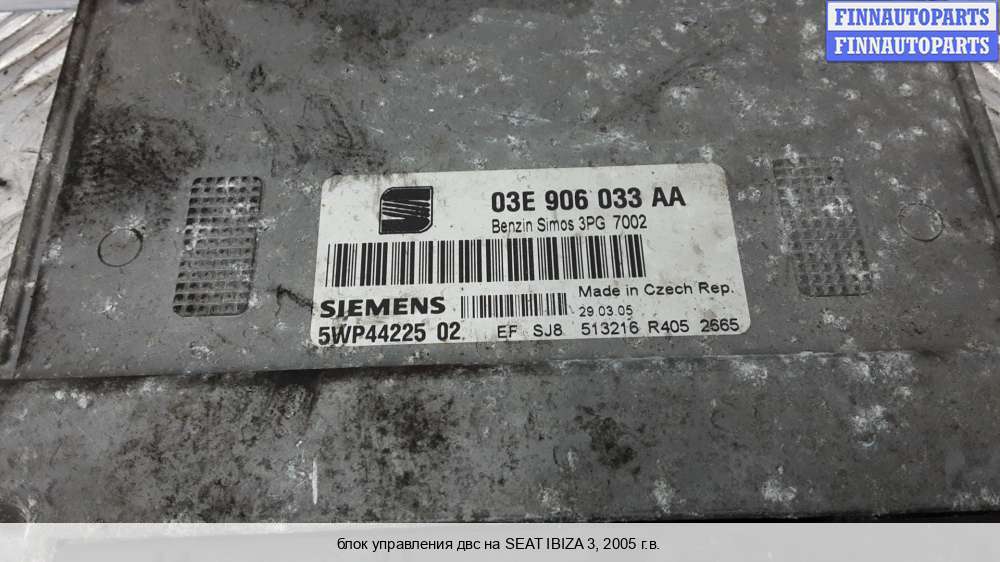 FINNAUTOPARTS
FINNAUTOPARTS
03E 906 033 AA
Benzin Simos 3PG 7002
Made in Czech Rep.
SIEMENS
29.03.05
5WP44225 02 EF SJ8 513216 R405 2665
блок управления двс на SEAT IBIZA 3, 2005 г.в.